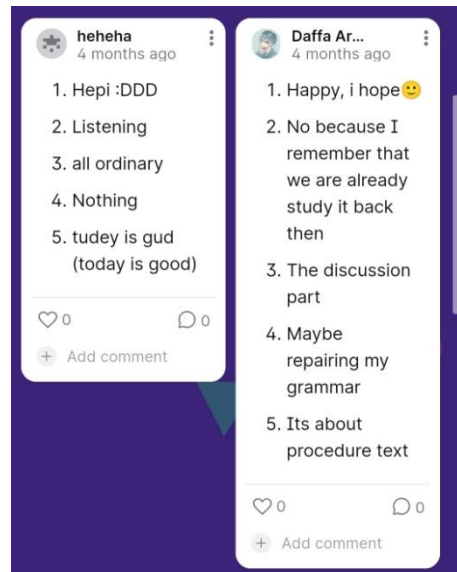 heheha
4 months ago
1. Hepi :DDD
2. Listening
3. all ordinary
4. Nothing
5. tudey is gud
(today is good)
0
0
Add comment
Daffa Ar...
4 months ago
1. Happy, i hope🙂
2. No because I
remember that
we are already
study it back
then
3. The discussion
part
4. Maybe
repairing my
grammar
5. Its about
procedure text
0
0
Add comment